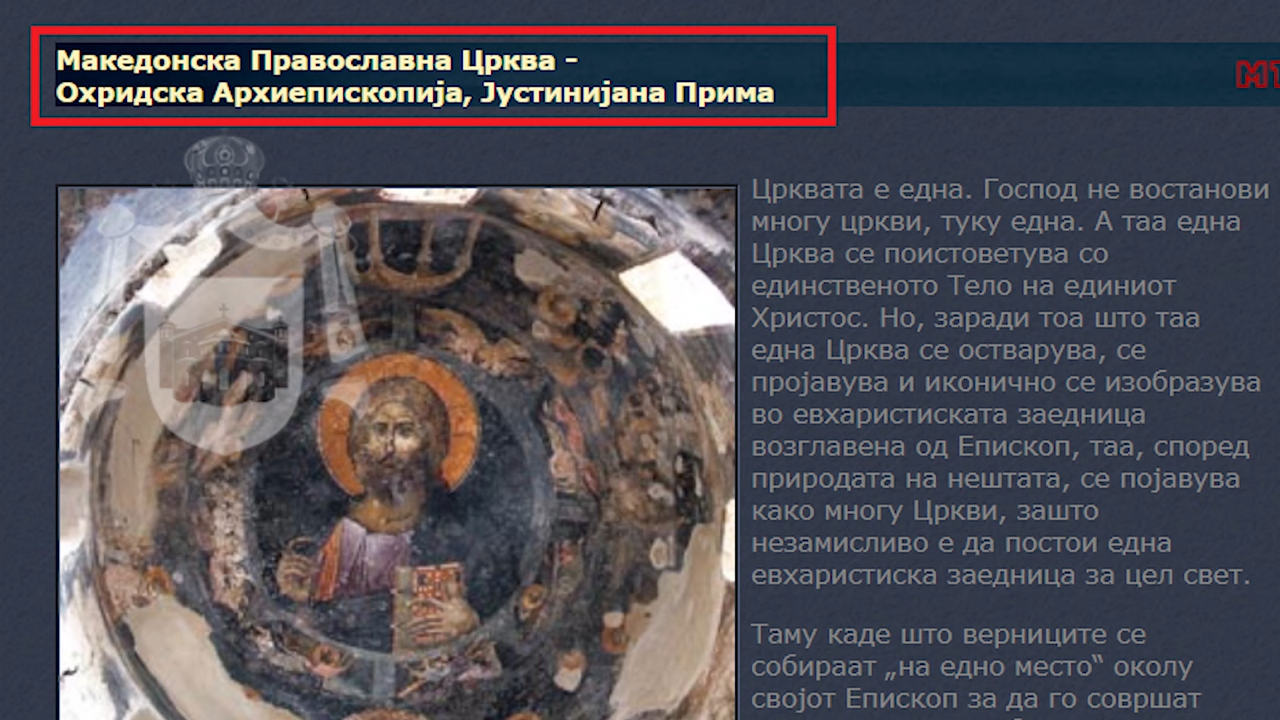 Македонска Православна Црква -
Охридска Архиепископија, Јустинијана Прима
Црквата е една. Господ не востанови
многу цркви, туку една. А таа една
Црква се поистоветува со
единственото Тело на единиот
Христос. Но, заради тоа што таа
една Црква се остварува, се
пројавува и иконично се изобразува
во евхаристиската заедница
возглавена од Епископ, таа, според
природата на нештата, се појавува
како многу Цркви, зашто
незамисливо е да постои една
евхаристиска заедница за цел свет.
Таму каде што верниците се
собираат „на едно место“ околу
својот Епископ за да го совршат